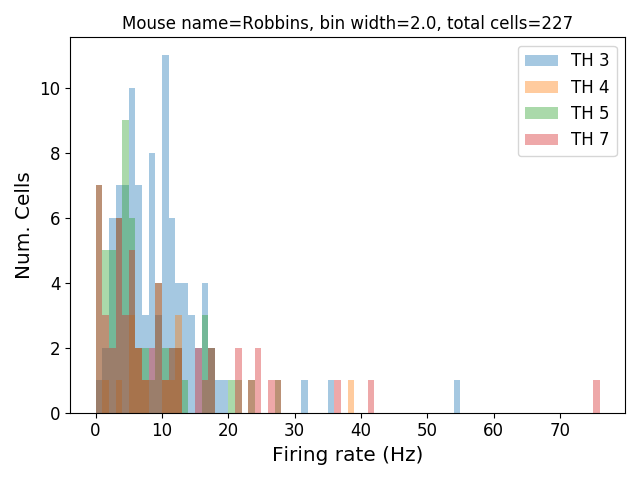 Mouse name=Robbins, bin width=2.0, total cells=227
TH 3
TH 4
TH 5
TH 7
Num. Cells
10
8
6
4
2
0
0 10 20 30 40 50 60 70
Firing rate (Hz)